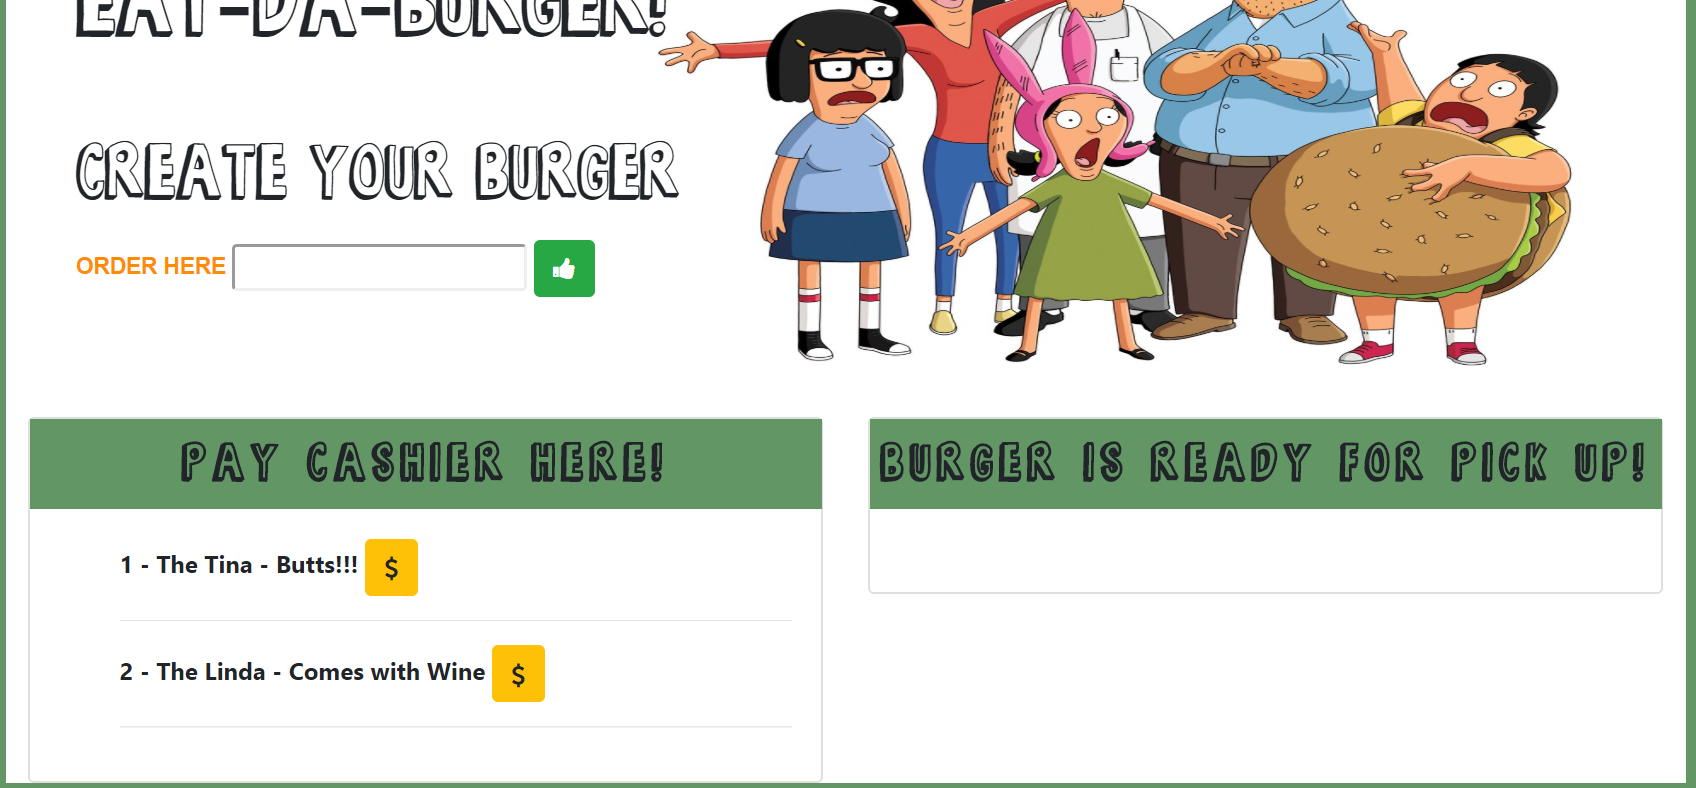 EAT-DA-BURGER!
CREATE YOUR BURGER
ORDER HERE
PAY CASHIER HERE!
1 - The Tina - Butts!!! $
2 - The Linda - Comes with Wine $
BURGER IS READY FOR PICK UP!